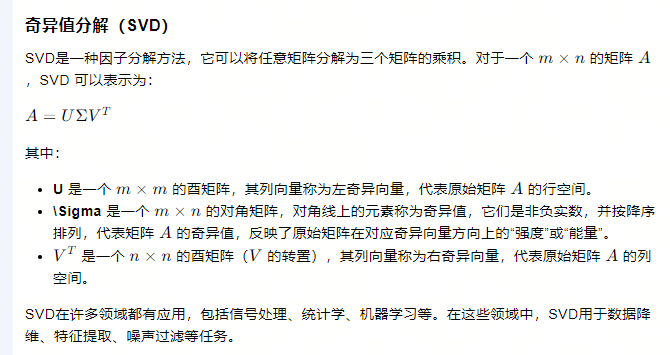 奇异值分解（SVD）
SVD是一种因子分解方法，它可以将任意矩阵分解为三个矩阵的乘积。对于一个 m × n 的矩阵 A
，SVD 可以表示为：
A = UΣV^T
其中：
• U 是一个 m × m 的酉矩阵，其列向量称为左奇异向量，代表原始矩阵 A 的行空间。
• \Sigma 是一个 m × n 的对角矩阵，对角线上的元素称为奇异值，它们是非负实数，并按降序
排列，代表矩阵 A 的奇异值，反映了原始矩阵在对应奇异向量方向上的“强度”或“能量”。
• V^T 是一个 n × n 的酉矩阵（V 的转置），其列向量称为右奇异向量，代表原始矩阵 A 的列
空间。
SVD在许多领域都有应用，包括信号处理、统计学、机器学习等。在这些领域中，SVD用于数据降
维、特征提取、噪声过滤等任务。